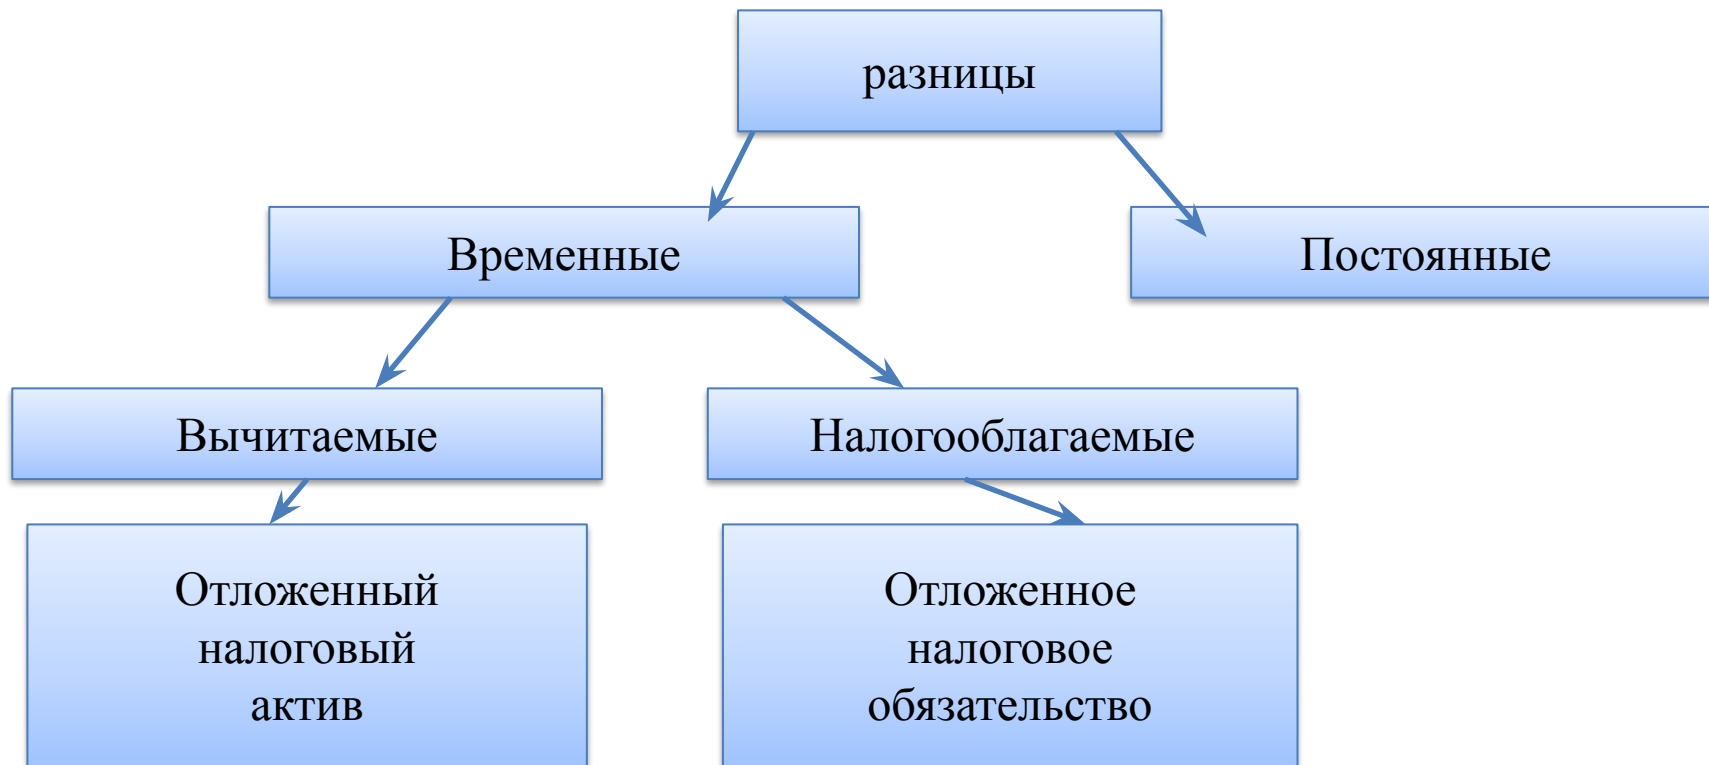 разницы
Временные
Постоянные
Вычитаемые
Налогооблагаемые
Отложенный
налоговый
актив
Отложенное
налоговое
обязательство